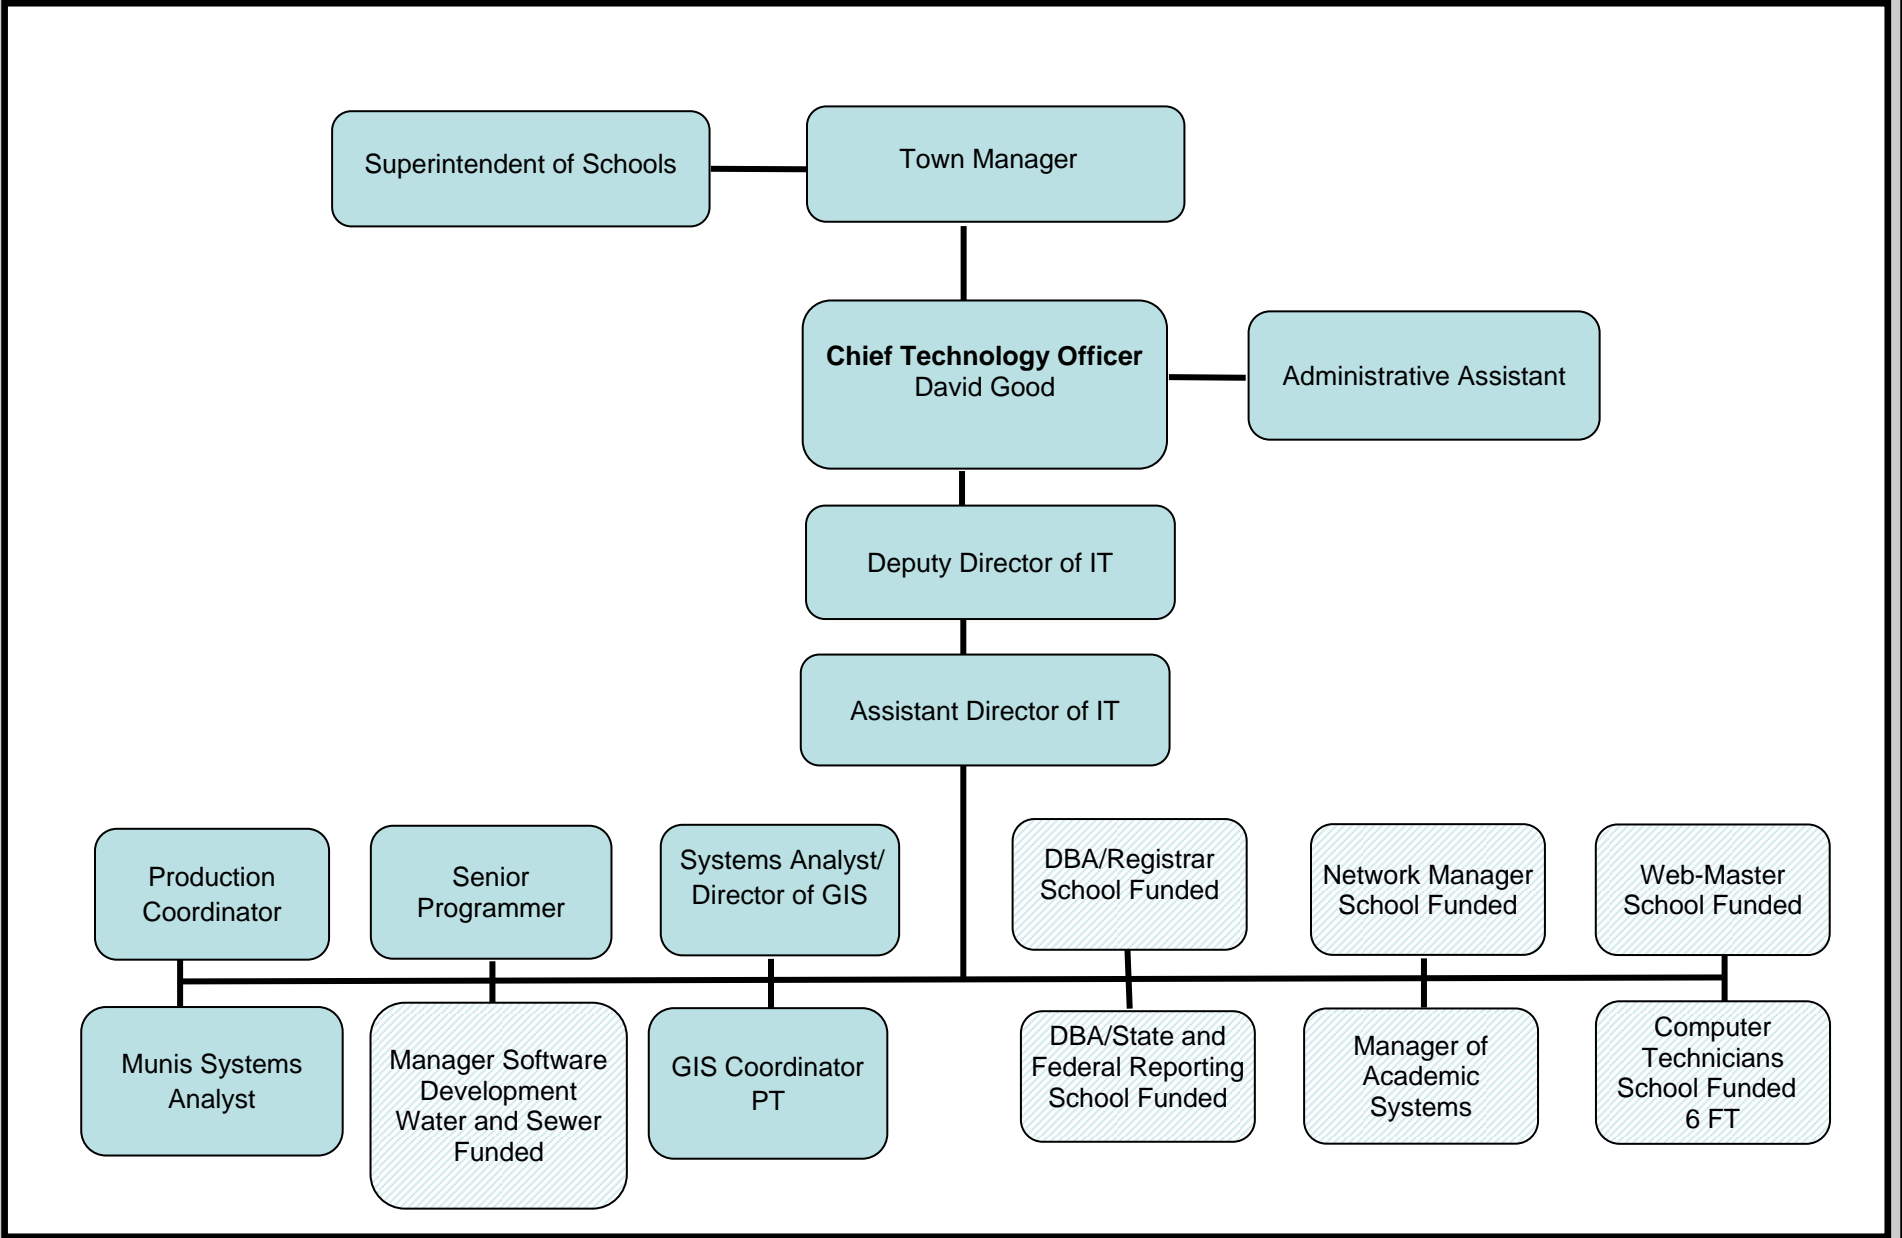 Superintendent of Schools
Town Manager
Chief Technology Officer
David Good
Administrative Assistant
Deputy Director of IT
Assistant Director of IT
Production
Coordinator
Senior
Programmer
Systems Analyst/
Director of GIS
DBA/Registrar
School Funded
Network Manager
School Funded
Web-Master
School Funded
Munis Systems
Analyst
Manager Software
Development
Water and Sewer
Funded
GIS Coordinator
PT
DBA/State and
Federal Reporting
School Funded
Manager of
Academic
Systems
Computer
Technicians
School Funded
6 FT